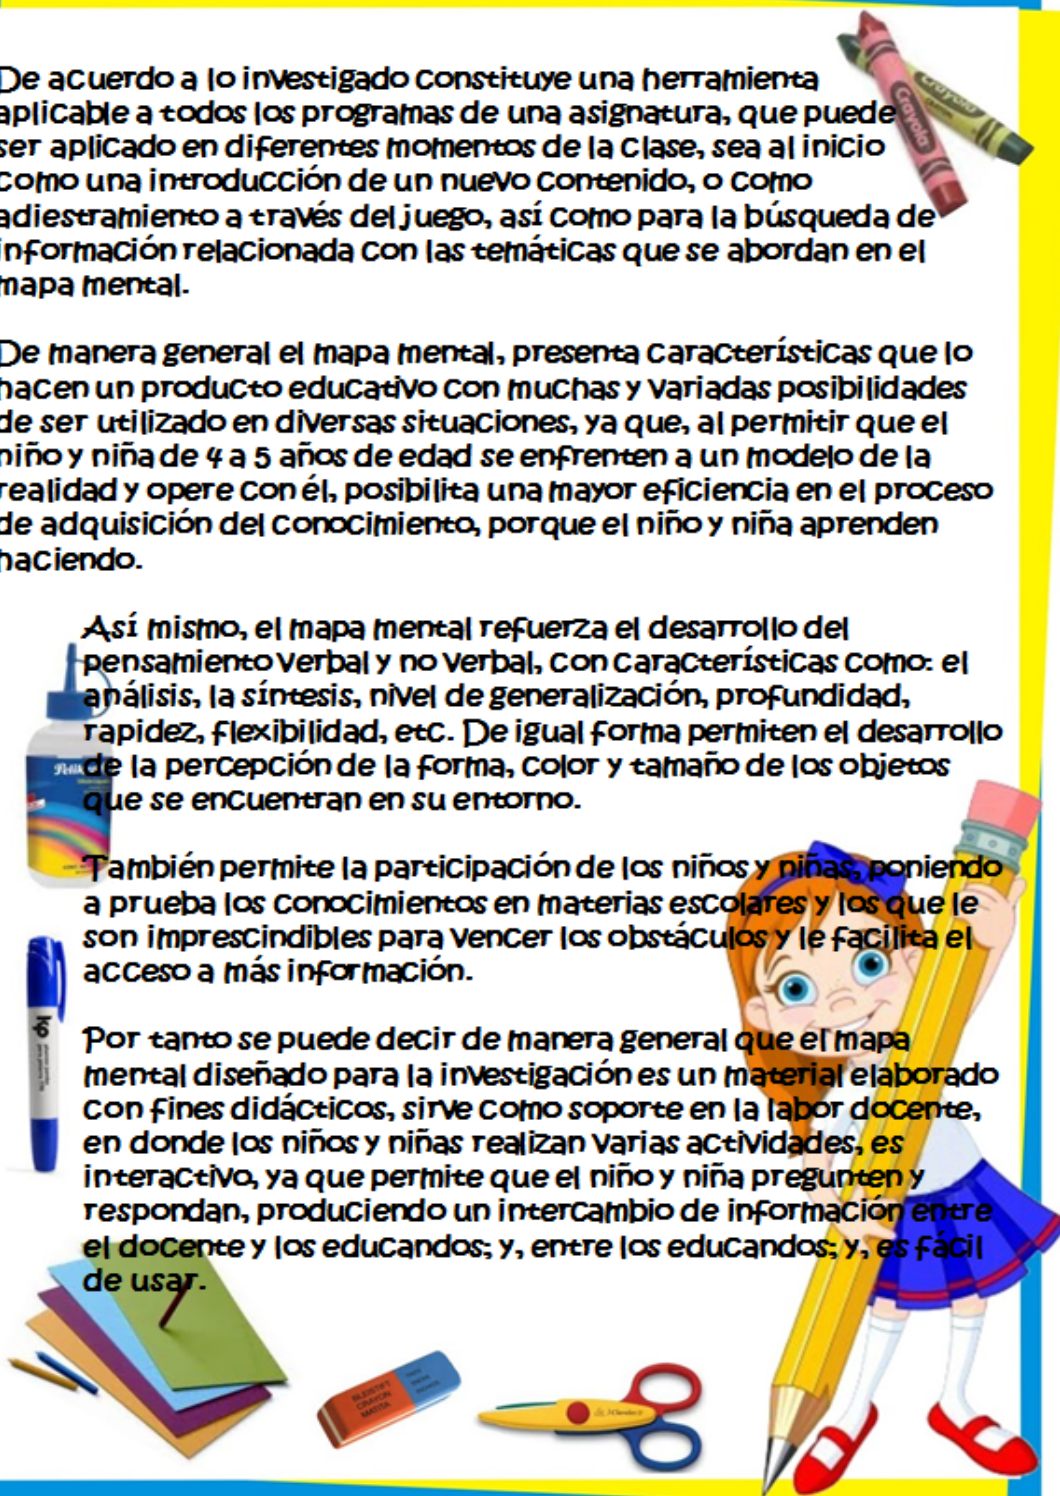 De acuerdo a lo investigado constituye una herramienta
aplicable a todos los programas de una asignatura, que puede
ser aplicado en diferentes momentos de la clase, sea al inicio
como una introducción de un nuevo contenido, o como
adiestramiento a través del juego, así como para la búsqueda de
información relacionada con las temáticas que se abordan en el
mapa mental.
De manera general el mapa mental, presenta características que lo
hacen un producto educativo con muchas y variadas posibilidades
de ser utilizado en diversas situaciones, ya que, al permitir que el
niño y niña de 4 a 5 años de edad se enfrenten a un modelo de la
realidad y opere con él, posibilita una mayor eficiencia en el proceso
de adquisición del conocimiento, porque el niño y niña aprenden
haciendo.
Así mismo, el mapa mental refuerza el desarrollo del
pensamiento verbal y no verbal, con características como: el
análisis, la síntesis, nivel de generalización, profundidad,
rapidez, flexibilidad, etc. De igual forma permiten el desarrollo
de la percepción de la forma, color y tamaño de los objetos
que se encuentran en su entorno.
También permite la participación de los niños y niñas, poniendo
a prueba los conocimientos en materias escolares y los que le
son imprescindibles para vencer los obstáculos y le facilita el
acceso a más información.
Por tanto se puede decir de manera general que el mapa
mental diseñado para la investigación es un material elaborado
con fines didácticos, sirve como soporte en la labor docente,
en donde los niños y niñas realizan varias actividades, es
interactivo, ya que permite que el niño y niña pregunten y
respondan, produciendo un intercambio de información entre
el docente y los educandos; y, entre los educandos; y, es fácil
de usar.
Crayola
Crayola
kp
BLEISTIFT
CRAYON
MATITA